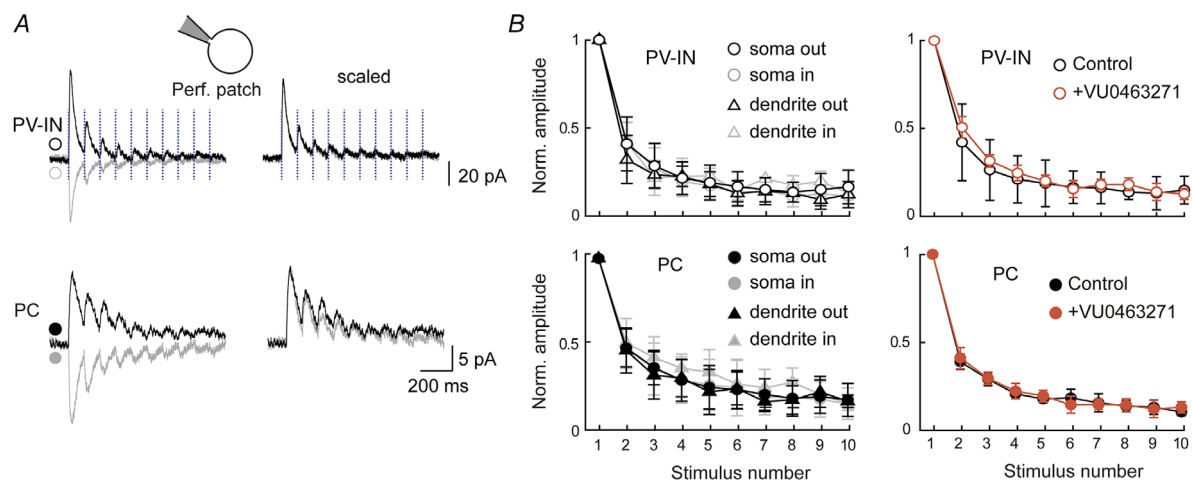 A
Perf. patch
scaled
PV-IN
20 pA
PC
5 pA
200 ms
B
PV-IN
soma out
soma in
dendrite out
dendrite in
Norm. amplitude
1
0.5
0
PV-IN
Control
+VU0463271
1
0.5
0
PC
soma out
soma in
dendrite out
dendrite in
Norm. amplitude
1
0.5
0
1 2 3 4 5 6 7 8 9 10
Stimulus number
PC
Control
+VU0463271
1
0.5
0
1 2 3 4 5 6 7 8 9 10
Stimulus number